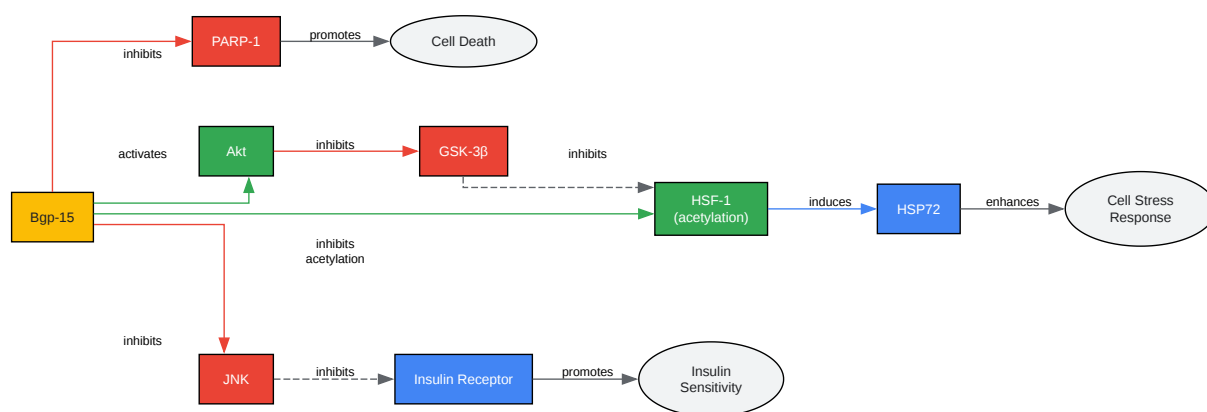 PARP-1
promotes
Cell Death
inhibits
Akt
inhibits
GSK-3β
activates
inhibits
Bgp-15
HSF-1
(acetylation)
induces
HSP72
enhances
Cell Stress
Response
inhibits
acetylation
inhibits
JNK
inhibits
Insulin Receptor
promotes
Insulin
Sensitivity